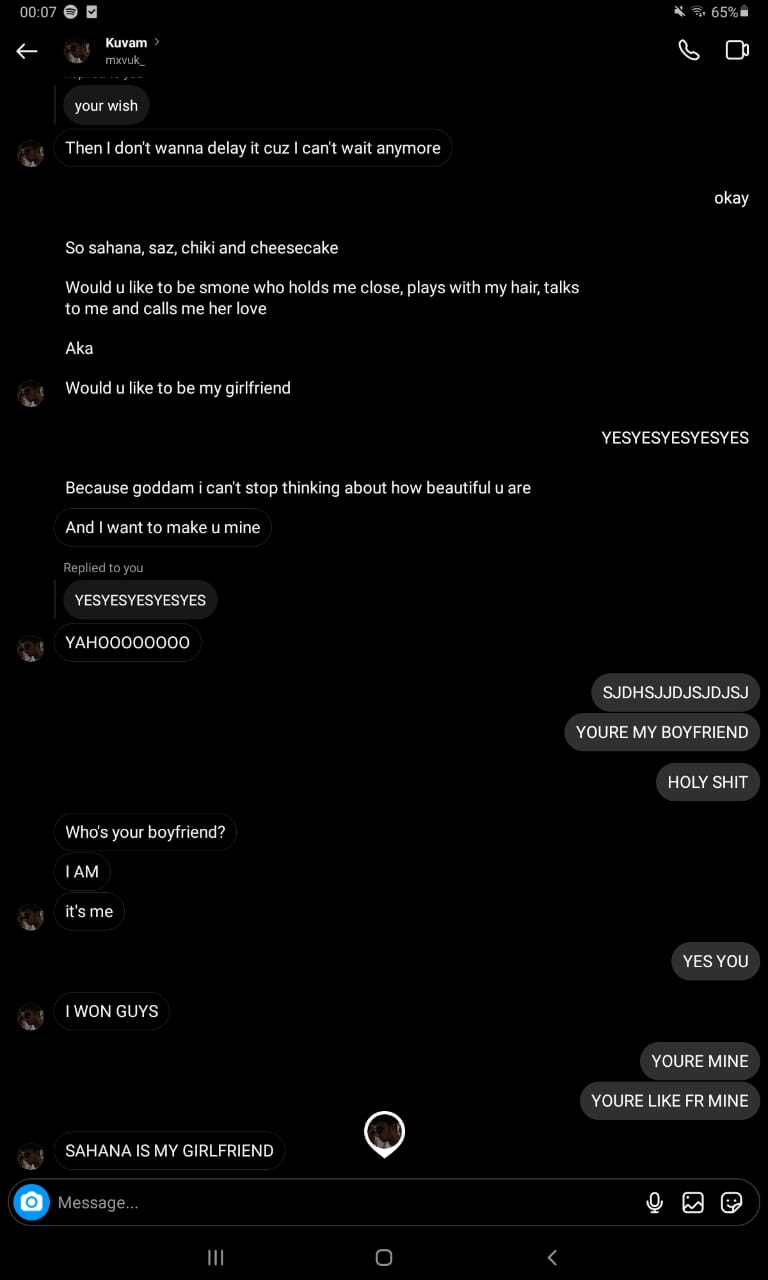 00:07
65%
Kuvam
mxvuk_
Replied to you
your wish
Then I don't wanna delay it cuz I can't wait anymore
okay
So sahana, saz, chiki and cheesecake
Would u like to be smone who holds me close, plays with my hair, talks
to me and calls me her love
Aka
Would u like to be my girlfriend
YESYESYESYESYES
Because goddam i can't stop thinking about how beautiful u are
And I want to make u mine
Replied to you
YESYESYESYESYES
YAHOOOOOOOO
SJDHSJJDJSJDJSJ
YOURE MY BOYFRIEND
HOLY SHIT
Who's your boyfriend?
I AM
it's me
YES YOU
I WON GUYS
YOURE MINE
YOURE LIKE FR MINE
SAHANA IS MY GIRLFRIEND
Message...